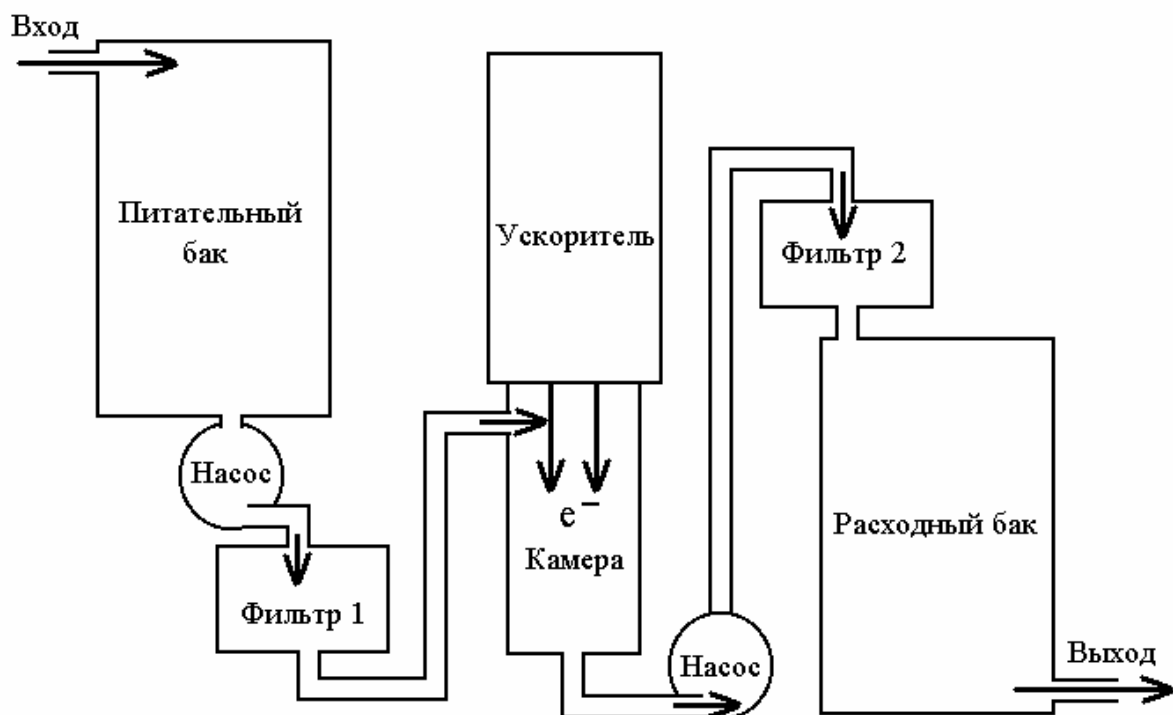 Вход
Питательный
бак
Насос
Фильтр 1
Ускоритель
e⁻
Камера
Насос
Фильтр 2
Расходный бак
Выход